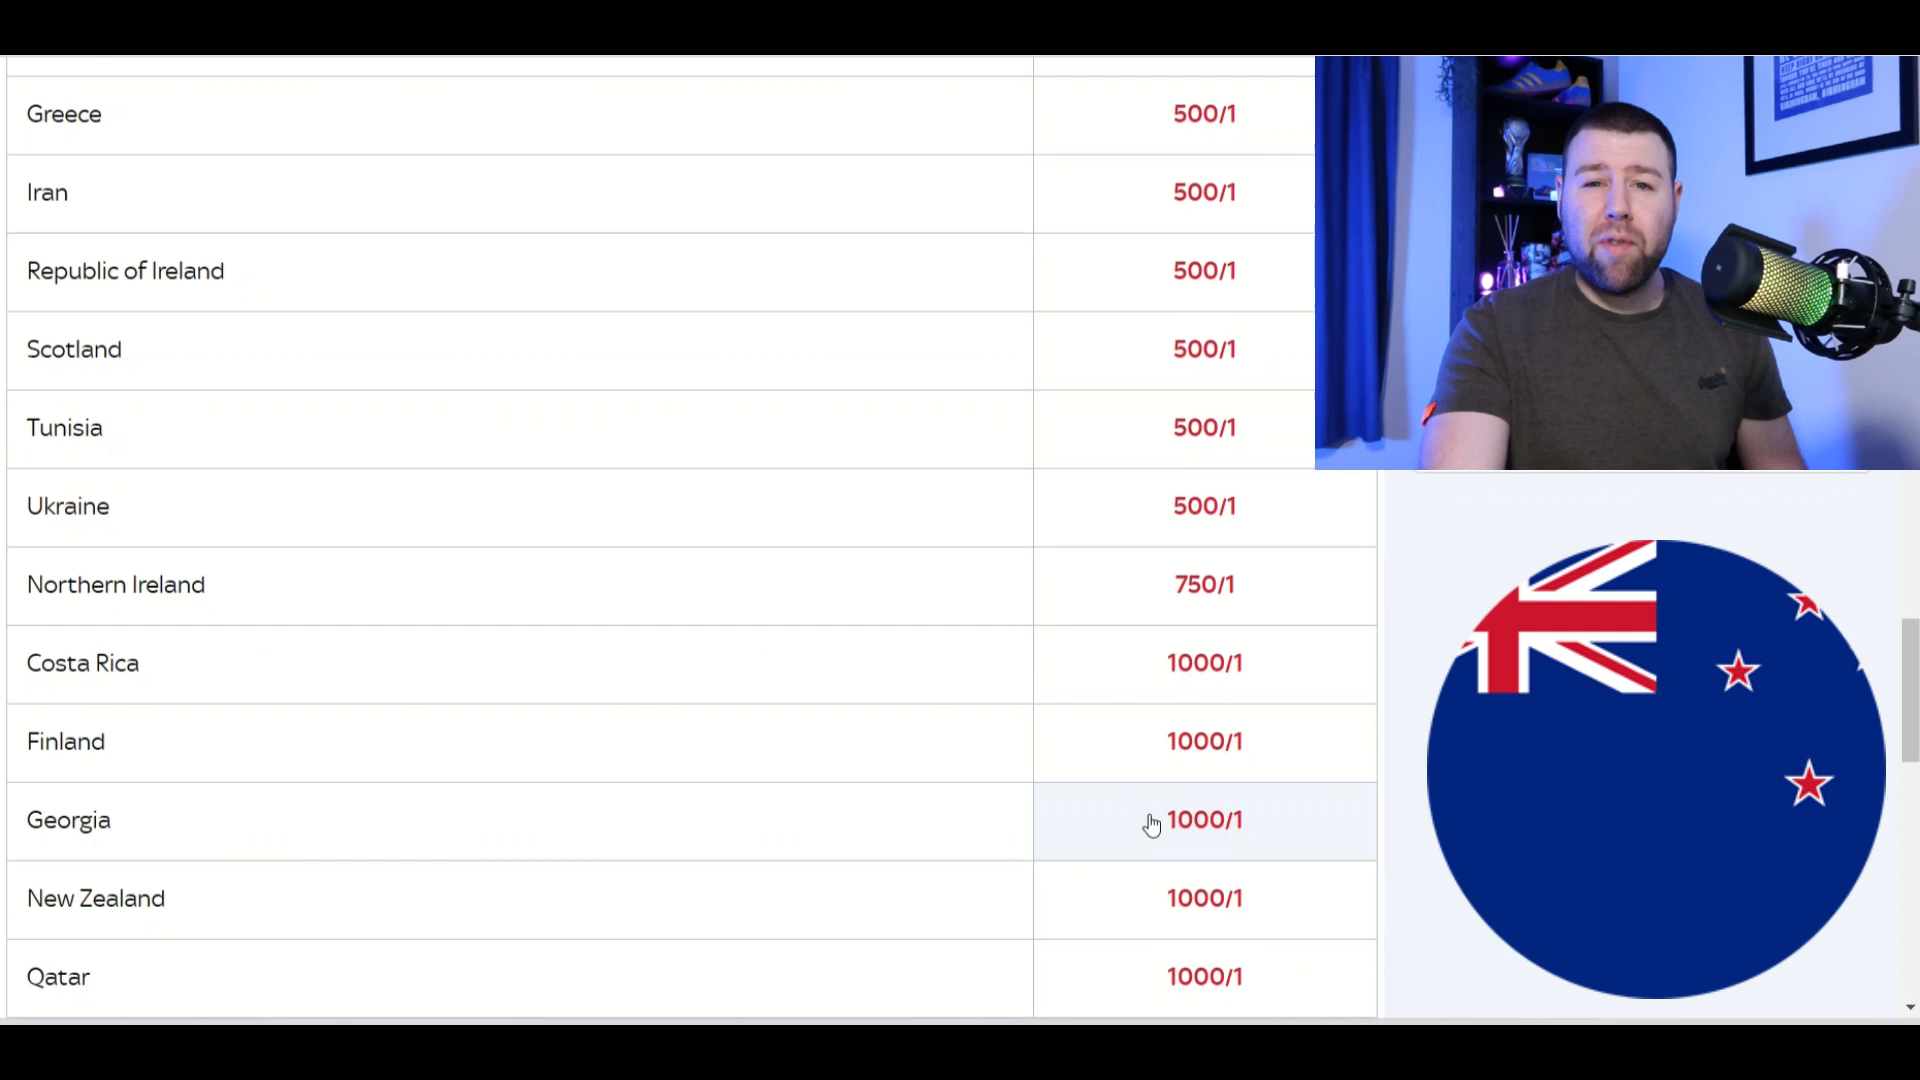 Greece 500/1
Iran 500/1
Republic of Ireland 500/1
Scotland 500/1
Tunisia 500/1
Ukraine 500/1
Northern Ireland 750/1
Costa Rica 1000/1
Finland 1000/1
Georgia 1000/1
New Zealand 1000/1
Qatar 1000/1
BIRMINGHAM, BIRMINGHAM